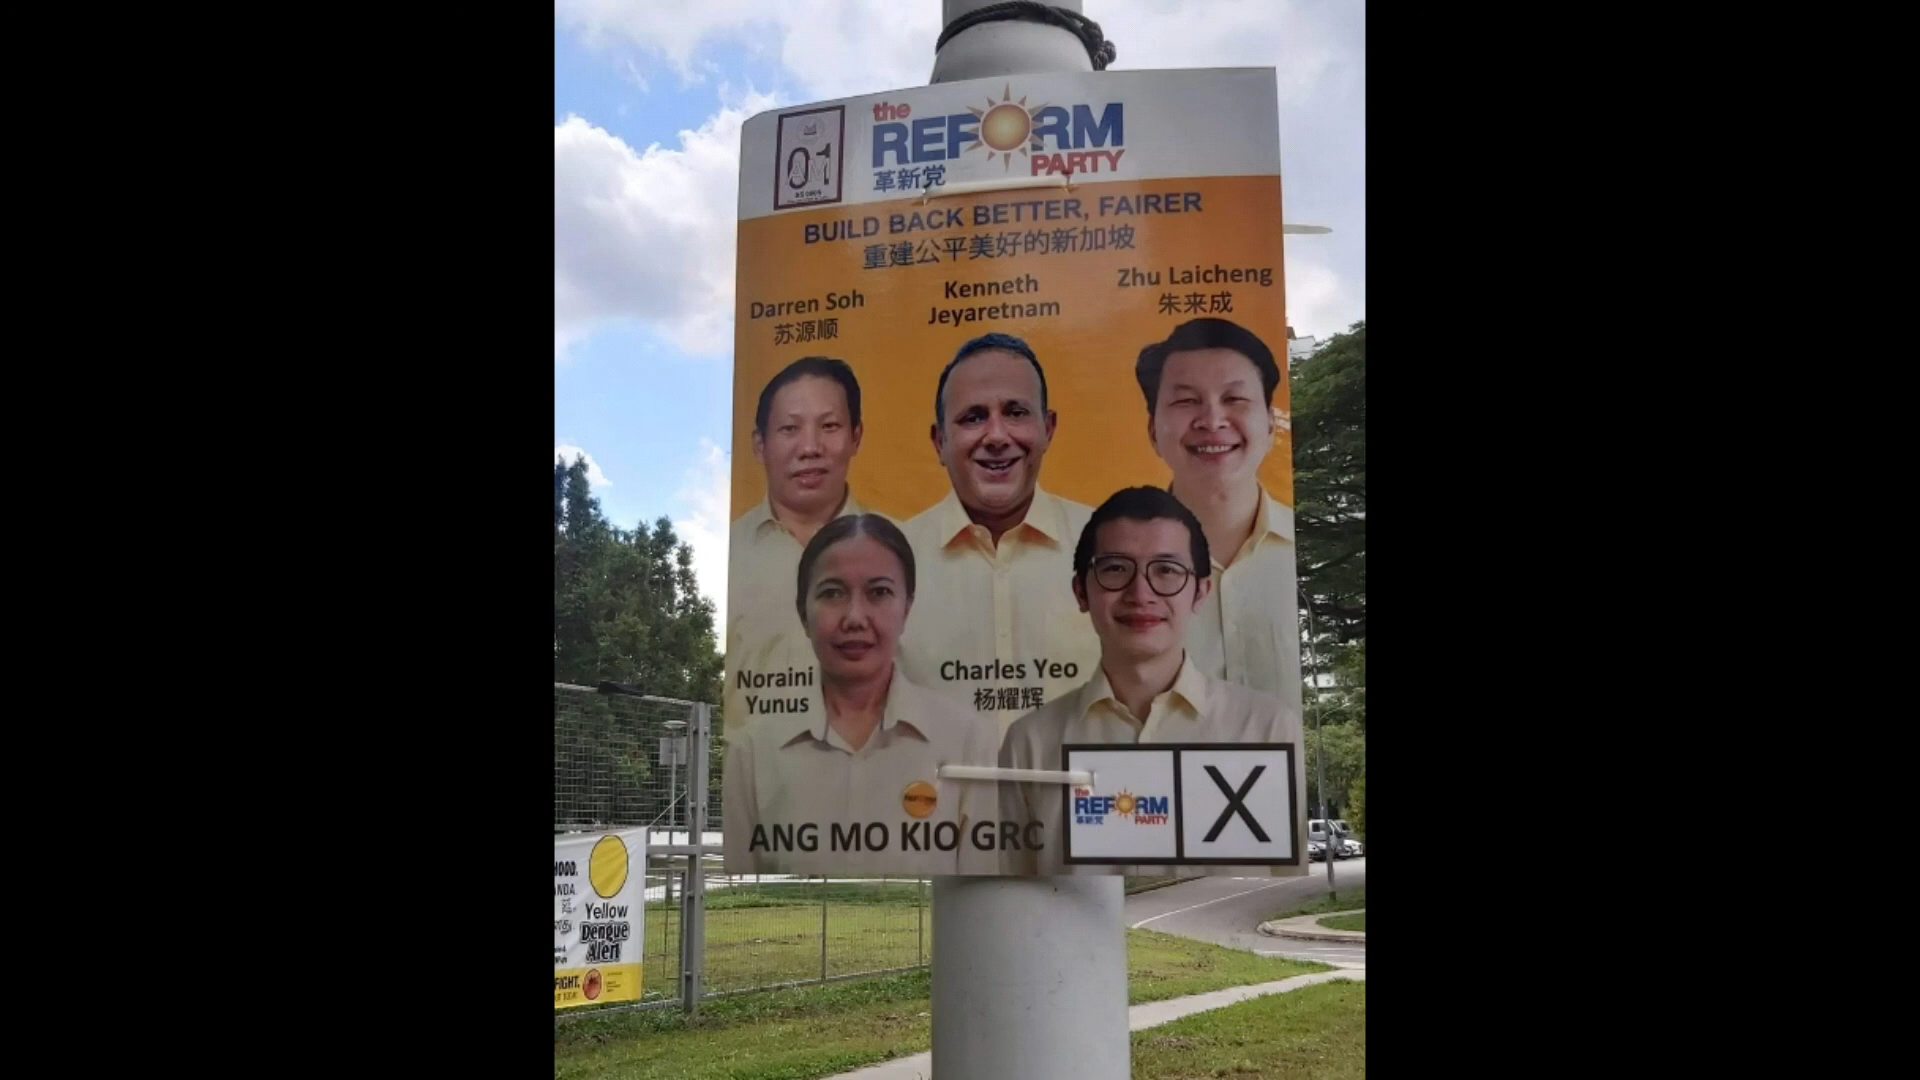 01
the
REFORM
PARTY
革新党
BUILD BACK BETTER, FAIRER
重建公平美好的新加坡
Darren Soh
苏源顺
Kenneth
Jeyaretnam
Zhu Laicheng
朱来成
Noraini
Yunus
Charles Yeo
杨耀辉
ANG MO KIO GRC
the
REFORM
革新党 PARTY
X
Yellow
Dengue
Alert